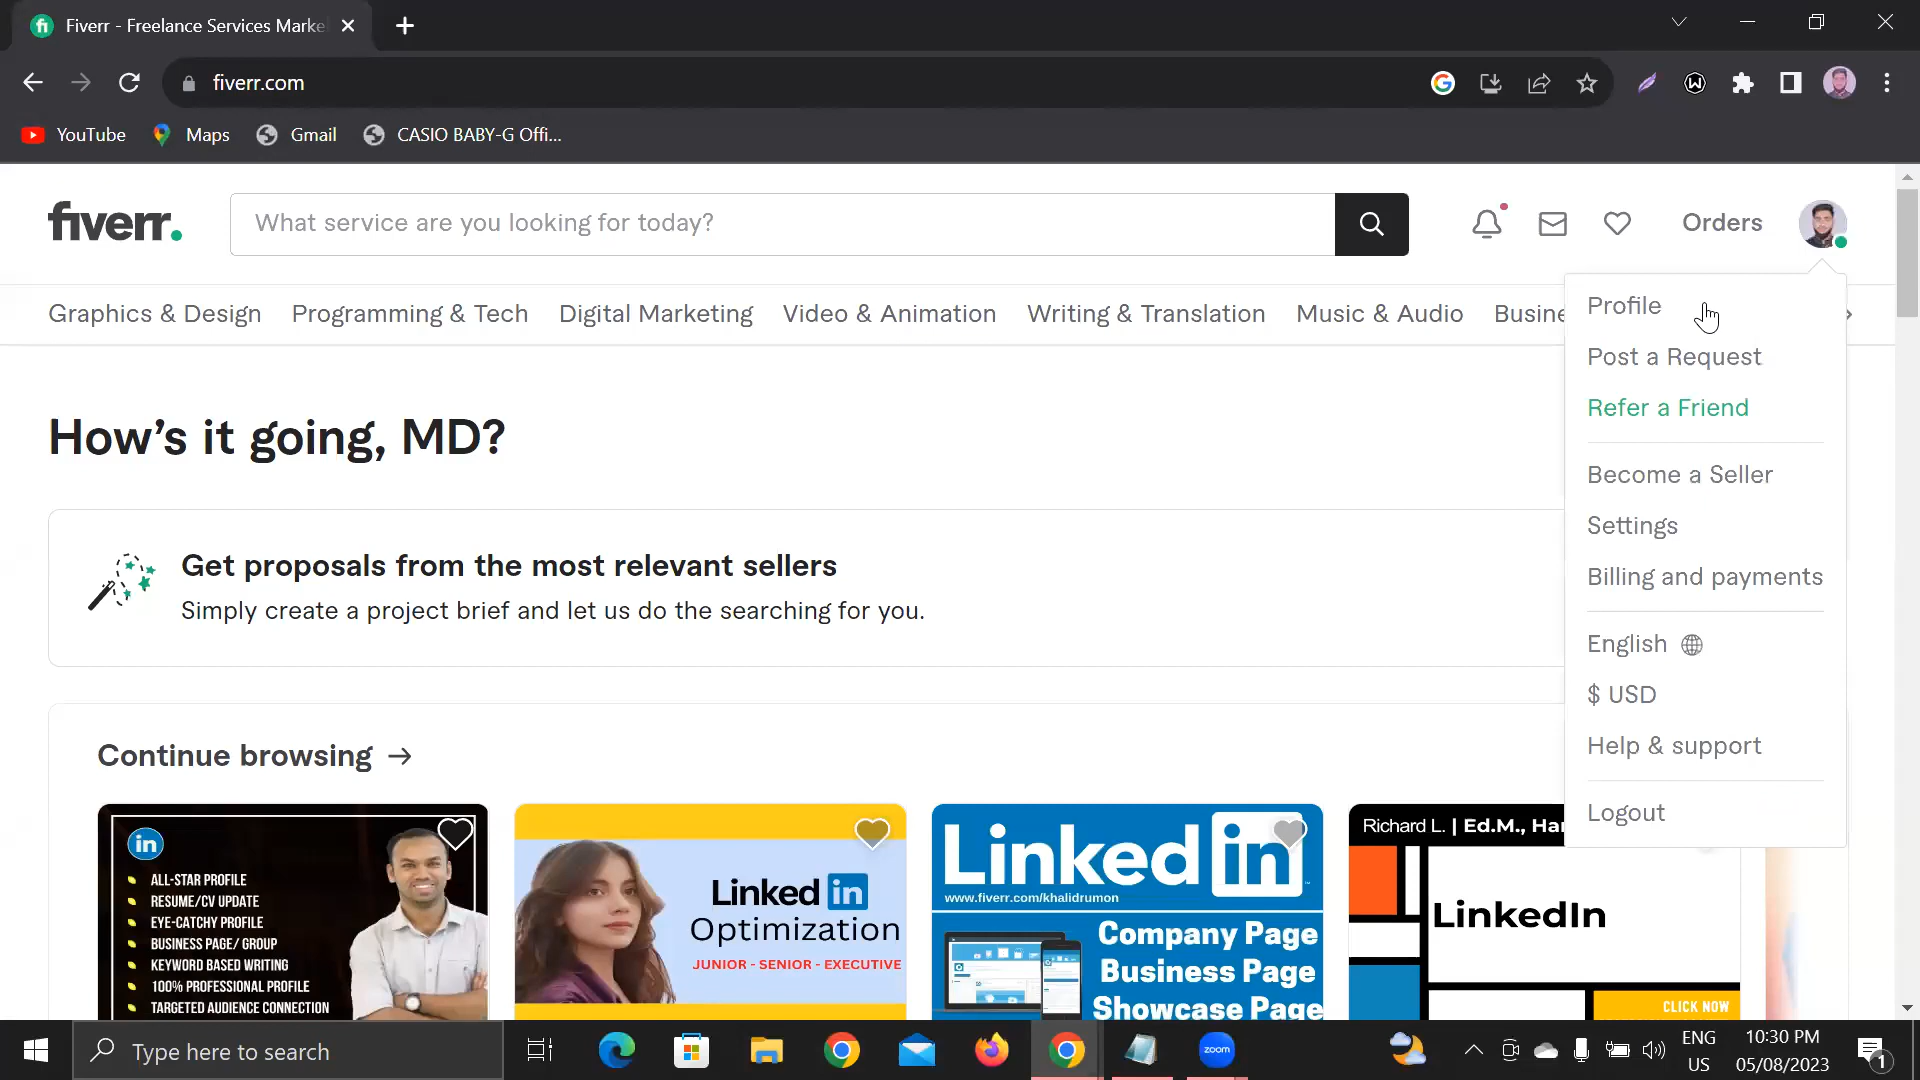 Fiverr - Freelance Services Marke
fiverr.com
YouTube Maps Gmail CASIO BABY-G Offi...
fiverr.
What service are you looking for today?
Orders
Graphics & Design Programming & Tech Digital Marketing Video & Animation Writing & Translation Music & Audio Busine
Profile
Post a Request
Refer a Friend
Become a Seller
Settings
Billing and payments
English
$ USD
Help & support
Logout
How's it going, MD?
Get proposals from the most relevant sellers
Simply create a project brief and let us do the searching for you.
Continue browsing →
in
ALL-STAR PROFILE
RESUME/CV UPDATE
EYE-CATCHY PROFILE
BUSINESS PAGE/ GROUP
KEYWORD BASED WRITING
100% PROFESSIONAL PROFILE
TARGETED AUDIENCE CONNECTION
Linked in
Optimization
JUNIOR - SENIOR - EXECUTIVE
Linked in
www.fiverr.com/khalidrumon
Company Page
Business Page
Showcase Page
Richard L. | Ed.M., Har
LinkedIn
CLICK NOW
Type here to search
zoom
ENG
US
10:30 PM
05/08/2023
1